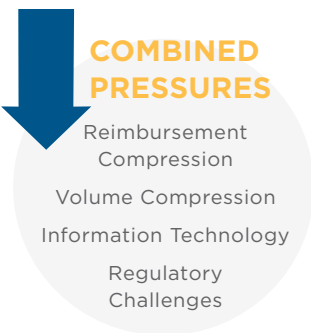 COMBINED
PRESSURES
Reimbursement
Compression
Volume Compression
Information Technology
Regulatory
Challenges